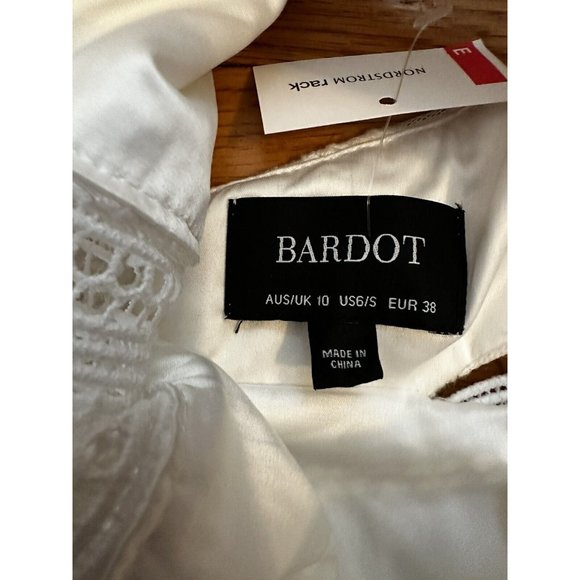 E
NORDSTROM rack
BARDOT
AUS/UK 10 US6/S EUR 38
MADE IN
CHINA